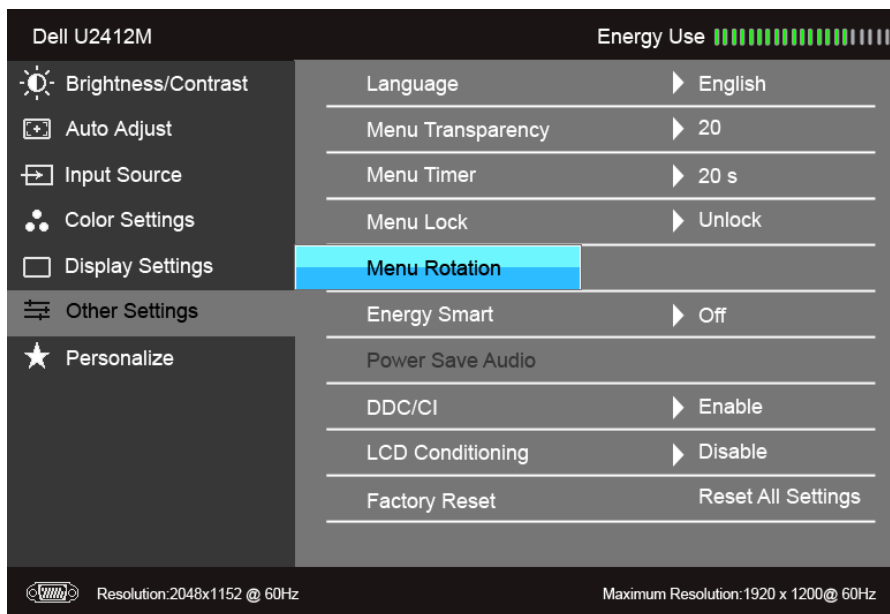 Dell U2412M Energy Use
Brightness/Contrast
Auto Adjust
Input Source
Color Settings
Display Settings
Other Settings
Personalize
Language English
Menu Transparency 20
Menu Timer 20 s
Menu Lock Unlock
Menu Rotation
Energy Smart Off
Power Save Audio
DDC/CI Enable
LCD Conditioning Disable
Factory Reset Reset All Settings
Resolution:2048x1152 @ 60Hz Maximum Resolution:1920 x 1200@ 60Hz